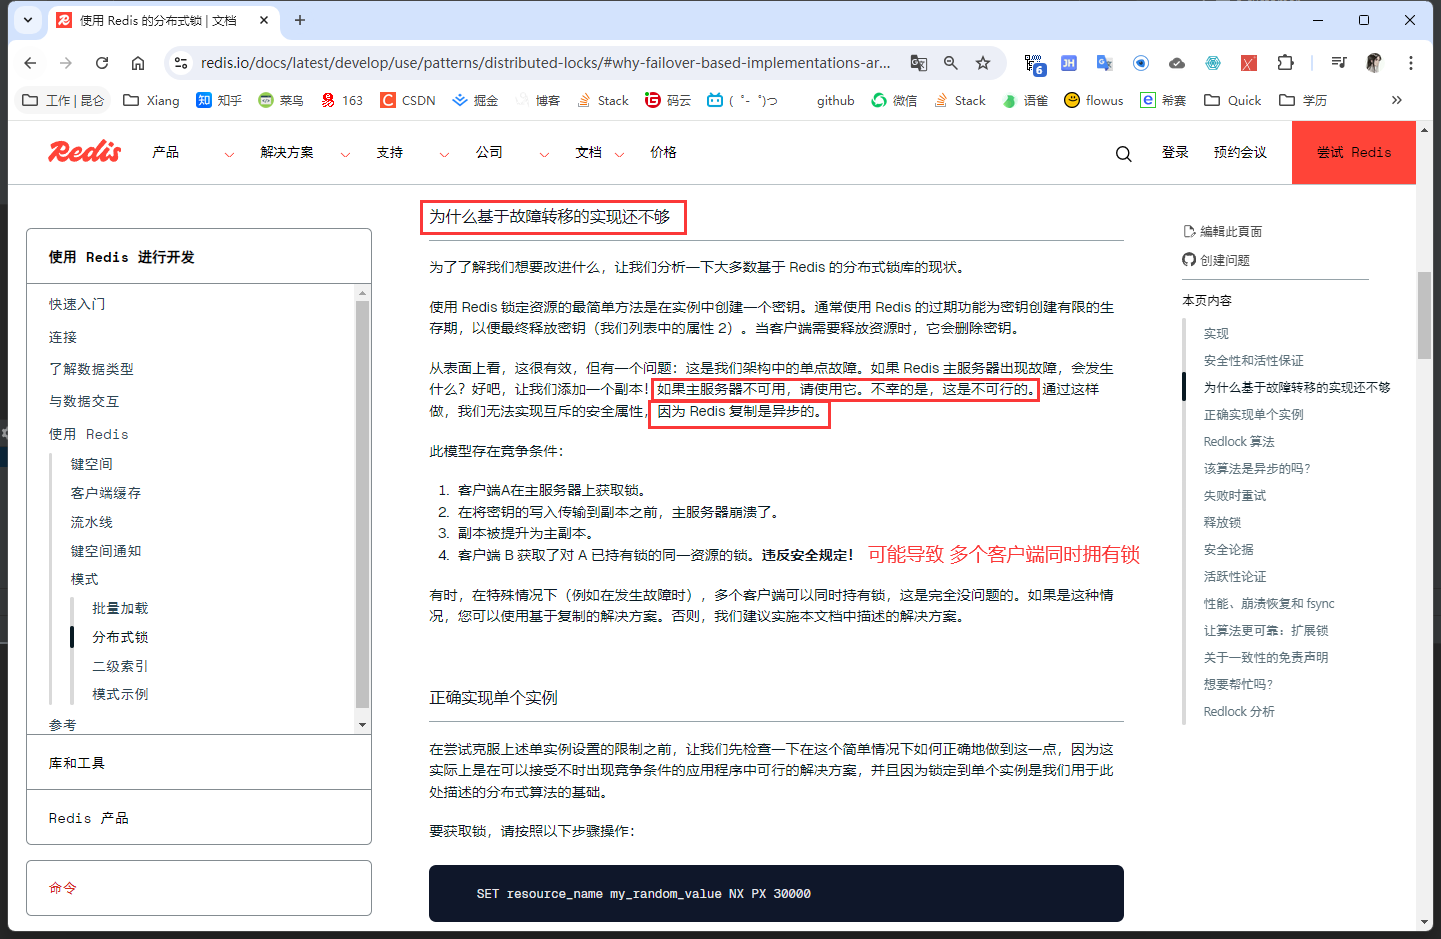 使用 Redis 的分布式锁 | 文档
redis.io/docs/latest/develop/use/patterns/distributed-locks/#why-failover-based-implementations-ar...
6
JH
工作 | 昆仑
Xiang
知 知乎
菜鸟
163
C CSDN
掘金
博客
Stack
码云
( ゜- ゜)つ
github
微信
Stack
语雀
flowus
e 希赛
Quick
学历
Redis
产品
解决方案
支持
公司
文档
价格
登录
预约会议
尝试 Redis
使用 Redis 进行开发
快速入门
连接
了解数据类型
与数据交互
使用 Redis
键空间
客户端缓存
流水线
键空间通知
模式
批量加载
分布式锁
二级索引
模式示例
参考
库和工具
Redis 产品
命令
为什么基于故障转移的实现还不够
为了了解我们想要改进什么，让我们分析一下大多数基于 Redis 的分布式锁库的现状。
使用 Redis 锁定资源的最简单方法是在实例中创建一个密钥。通常使用 Redis 的过期功能为密钥创建有限的生
存期，以便最终释放密钥（我们列表中的属性 2）。当客户端需要释放资源时，它会删除密钥。
从表面上看，这很有效，但有一个问题：这是我们架构中的单点故障。如果 Redis 主服务器出现故障，会发生
什么？好吧，让我们添加一个副本！如果主服务器不可用，请使用它。不幸的是，这是不可行的。通过这样
做，我们无法实现互斥的安全属性，因为 Redis 复制是异步的。
此模型存在竞争条件：
1. 客户端A在主服务器上获取锁。
2. 在将密钥的写入传输到副本之前，主服务器崩溃了。
3. 副本被提升为主副本。
4. 客户端 B 获取了对 A 已持有锁的同一资源的锁。违反安全规定！ 可能导致 多个客户端同时拥有锁
有时，在特殊情况下（例如在发生故障时），多个客户端可以同时持有锁，这是完全没问题的。如果是这种情
况，您可以使用基于复制的解决方案。否则，我们建议实施本文档中描述的解决方案。
正确实现单个实例
在尝试克服上述单实例设置的限制之前，让我们先检查一下在这个简单情况下如何正确地做到这一点，因为这
实际上是在可以接受不时出现竞争条件的应用程序中可行的解决方案，并且因为锁定到单个实例是我们用于此
处描述的分布式算法的基础。
要获取锁，请按照以下步骤操作：
SET resource_name my_random_value NX PX 30000
編輯此頁面
创建问题
本页内容
实现
安全性和活性保证
为什么基于故障转移的实现还不够
正确实现单个实例
Redlock 算法
该算法是异步的吗？
失败时重试
释放锁
安全论据
活跃性论证
性能、崩溃恢复和 fsync
让算法更可靠：扩展锁
关于一致性的免责声明
想要帮忙吗？
Redlock 分析